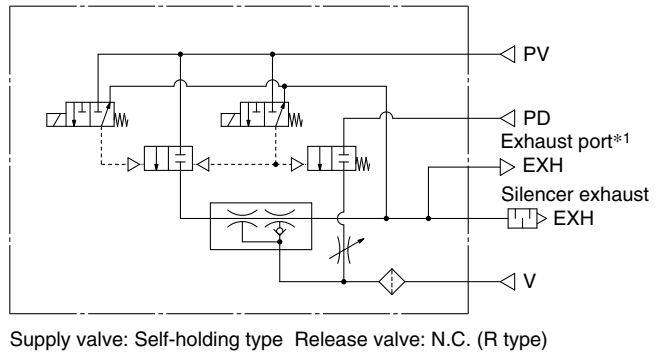 PV
PD
Exhaust port*1
EXH
Silencer exhaust
EXH
V
Supply valve: Self-holding type Release valve: N.C. (R type)